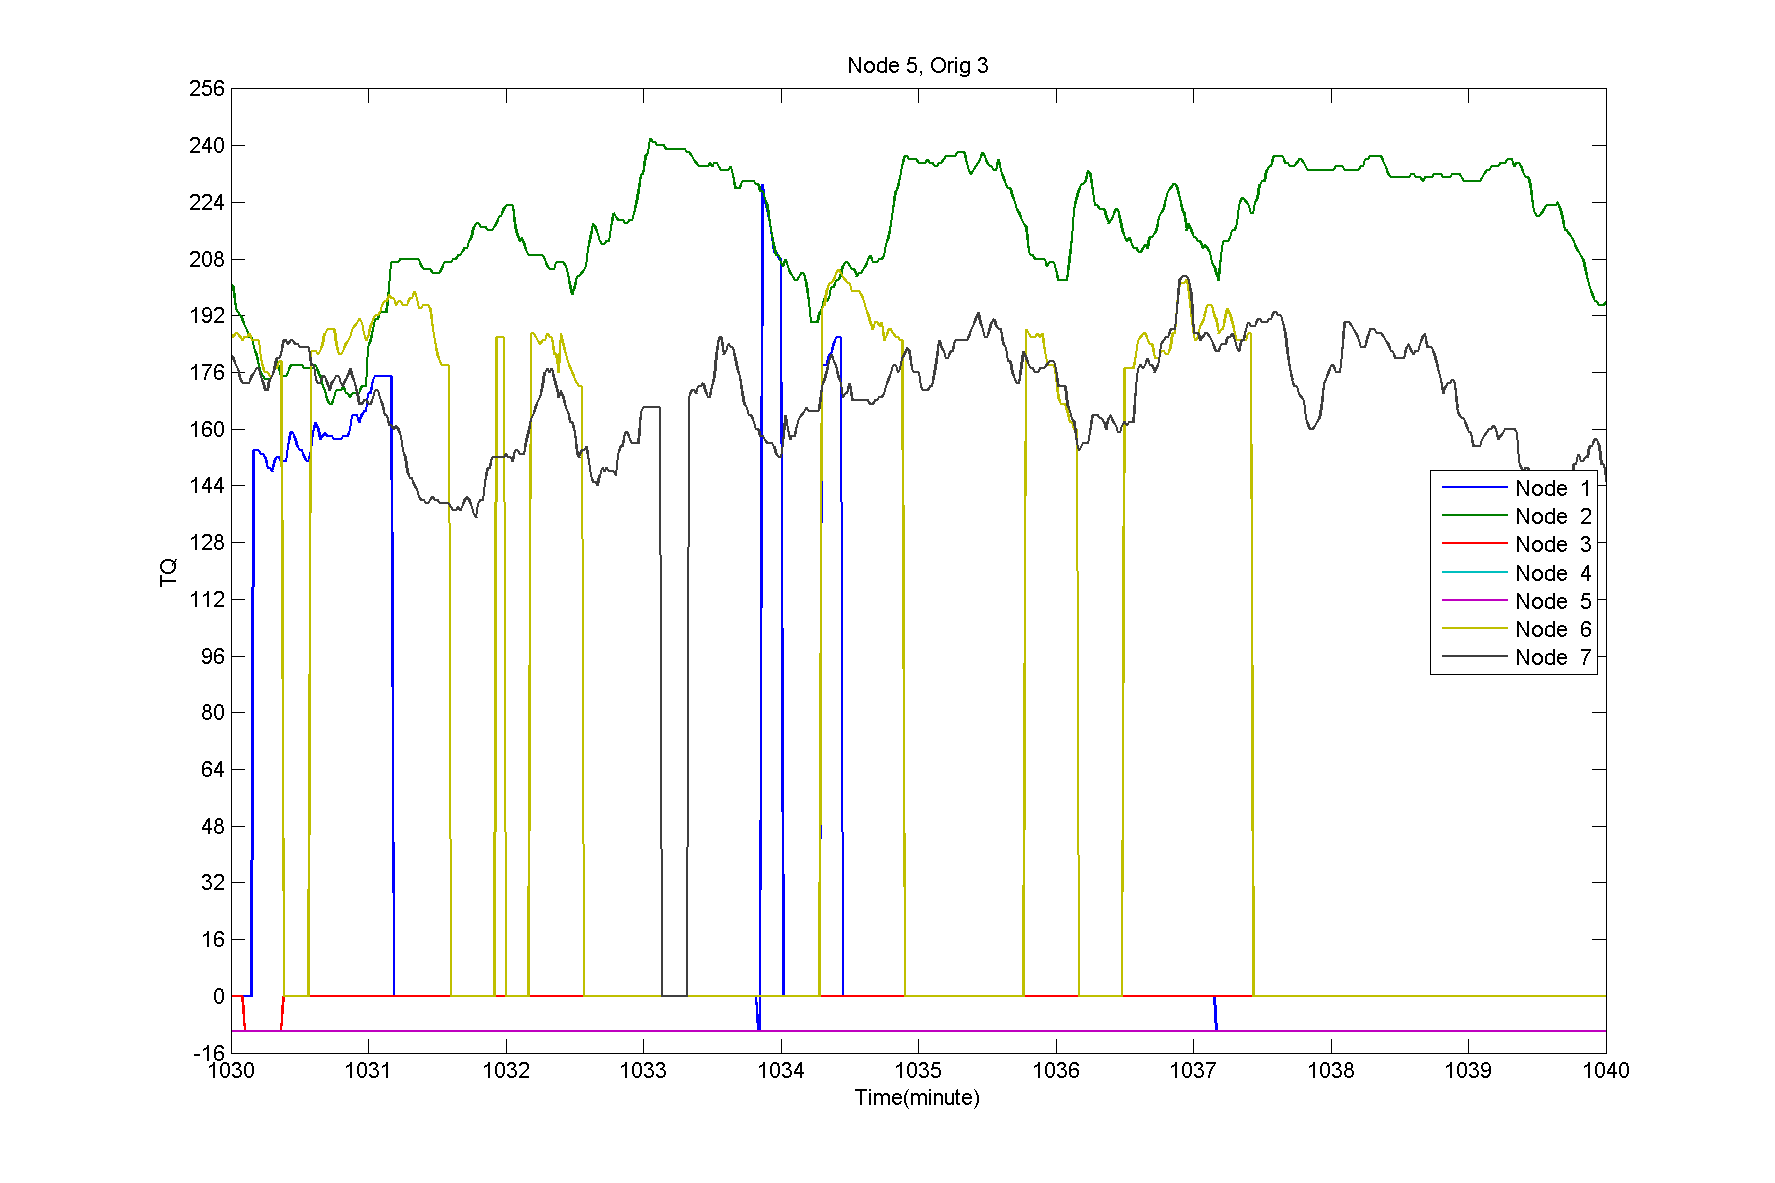 Node 5, Orig 3
256
240
224
208
192
176
160
144
128
112
96
80
64
48
32
16
0
-16
TQ
Node 1
Node 2
Node 3
Node 4
Node 5
Node 6
Node 7
1030 1031 1032 1033 1034 1035 1036 1037 1038 1039 1040
Time(minute)